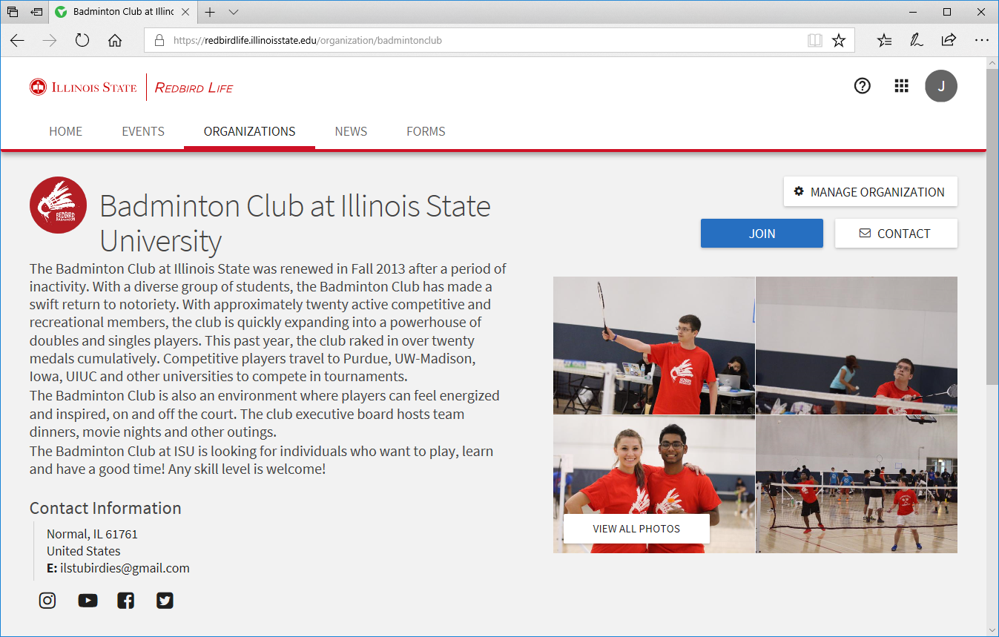 Badminton Club at Illinc
https://redbirdlife.illinoisstate.edu/organization/badmintonclub
ILLINOIS STATE
REDBIRD LIFE
J
HOME
EVENTS
ORGANIZATIONS
NEWS
FORMS
REDBIRD
BADMINTON
Badminton Club at Illinois State
University
MANAGE ORGANIZATION
JOIN
CONTACT
The Badminton Club at Illinois State was renewed in Fall 2013 after a period of
inactivity. With a diverse group of students, the Badminton Club has made a
swift return to notoriety. With approximately twenty active competitive and
recreational members, the club is quickly expanding into a powerhouse of
doubles and singles players. This past year, the club raked in over twenty
medals cumulatively. Competitive players travel to Purdue, UW-Madison,
Iowa, UIUC and other universities to compete in tournaments.
The Badminton Club is also an environment where players can feel energized
and inspired, on and off the court. The club executive board hosts team
dinners, movie nights and other outings.
The Badminton Club at ISU is looking for individuals who want to play, learn
and have a good time! Any skill level is welcome!
Contact Information
Normal, IL 61761
United States
E: ilstubirdies@gmail.com
VIEW ALL PHOTOS